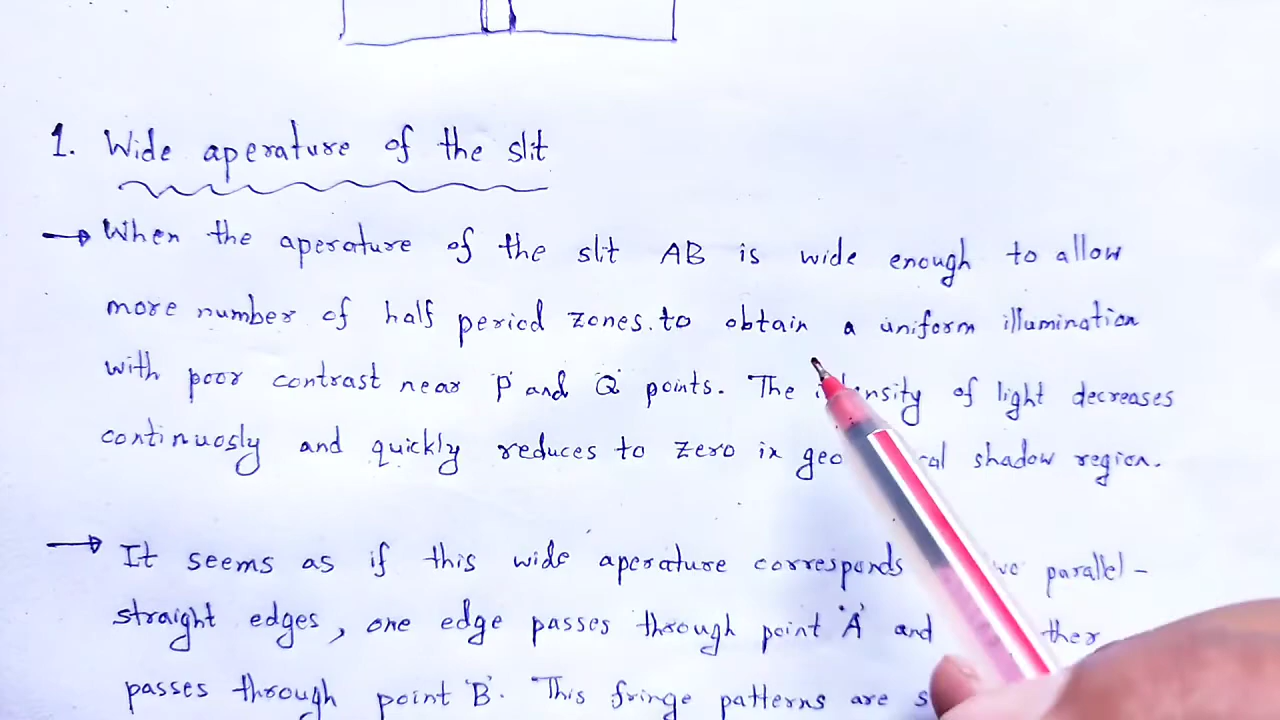 1. Wide aperature of the slit
→ When the aperature of the slit AB is wide enough to allow
more number of half period zones. to obtain a uniform illumination
with poor contrast near 'P' and 'Q' points. The of light decreases
continuosly and quickly reduces to zero in shadow region.
→ It seems as if this wide aperature corresponds parallel-
straight edges, one edge passes through point 'A' and
passes through point 'B'. This fringe patterns are